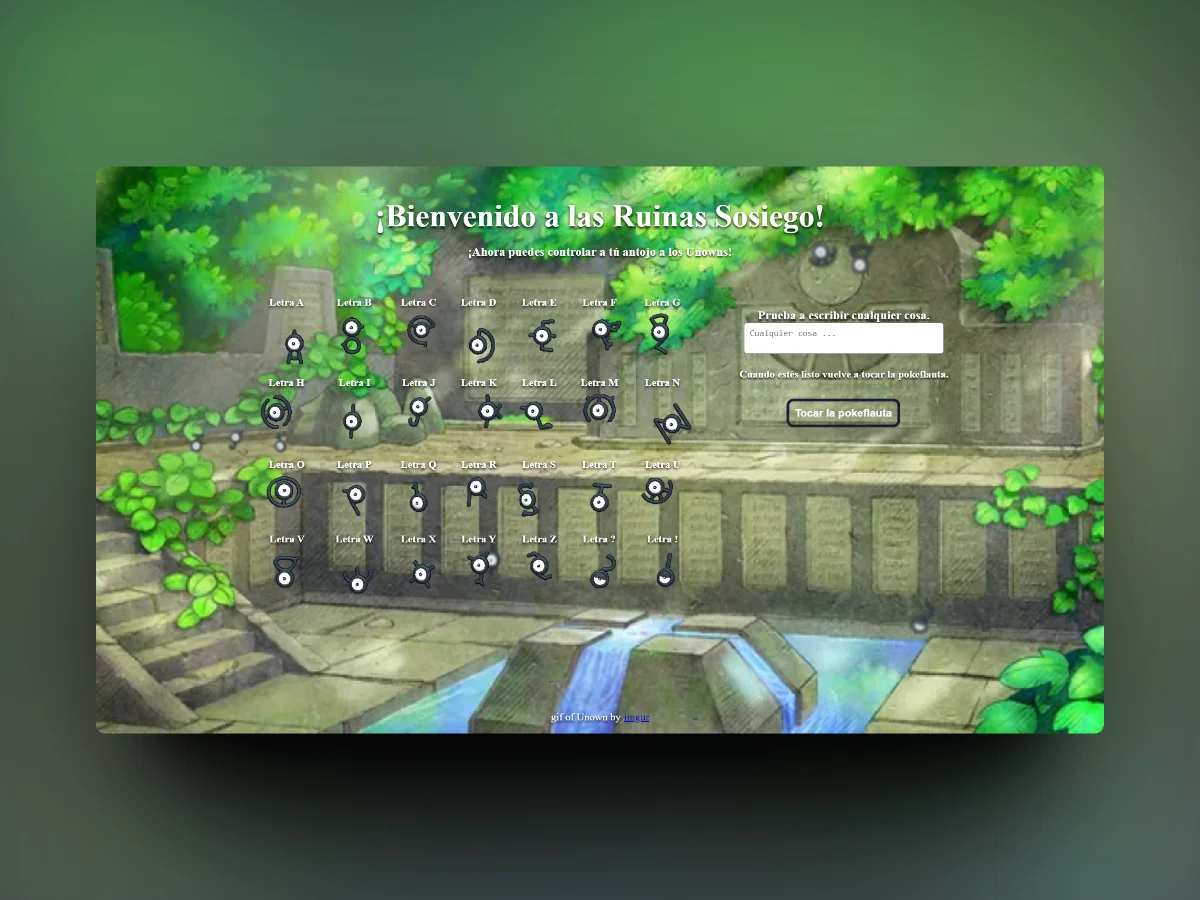 ¡Bienvenido a las Ruinas Sosiego!
¡Ahora puedes controlar a tú antojo a los Unowns!
Letra A Letra B Letra C Letra D Letra E Letra F Letra G
Letra H Letra I Letra J Letra K Letra L Letra M Letra N
Letra O Letra P Letra Q Letra R Letra S Letra T Letra U
Letra V Letra W Letra X Letra Y Letra Z Letra ? Letra !
Prueba a escribir cualquier cosa.
Cualquier cosa ...
Cuando estés listo vuelve a tocar la pokeflauta.
Tocar la pokeflauta
gif of Unown by imgur